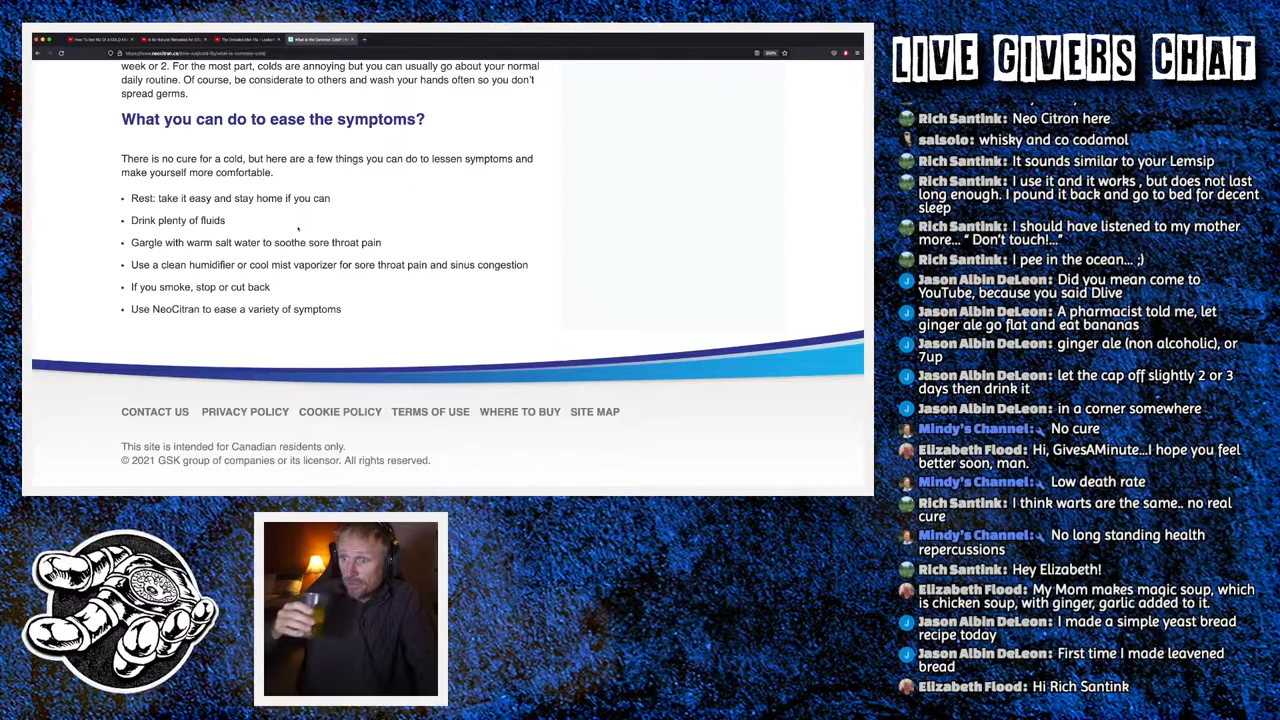 How To Get Rid Of A COLD
What Is the Common Cold?
https://www.neocitran.ca
week or 2. For the most part, colds are annoying but you can usually go about your normal
daily routine. Of course, be considerate to others and wash your hands often so you don't
spread germs.
What you can do to ease the symptoms?
There is no cure for a cold, but here are a few things you can do to lessen symptoms and
make yourself more comfortable.
• Rest: take it easy and stay home if you can
• Drink plenty of fluids
• Gargle with warm salt water to soothe sore throat pain
• Use a clean humidifier or cool mist vaporizer for sore throat pain and sinus congestion
• If you smoke, stop or cut back
• Use NeoCitran to ease a variety of symptoms
CONTACT US PRIVACY POLICY COOKIE POLICY TERMS OF USE WHERE TO BUY SITE MAP
This site is intended for Canadian residents only.
© 2021 GSK group of companies or its licensor. All rights reserved.
LIVE GIVERS CHAT
Rich Santink: Neo Citron here
salsolo: whisky and co codamol
Rich Santink: It sounds similar to your Lemsip
Rich Santink: I use it and it works , but does not last
long enough. I pound it back and go to bed for decent
sleep
Rich Santink: I should have listened to my mother
more... “ Don't touch!...”
Rich Santink: I pee in the ocean... ;)
Jason Albin DeLeon: Did you mean come to
YouTube, because you said Dlive
Jason Albin DeLeon: A pharmacist told me, let
ginger ale go flat and eat bananas
Jason Albin DeLeon: ginger ale (non alcoholic), or
7up
Jason Albin DeLeon: let the cap off slightly 2 or 3
days then drink it
Jason Albin DeLeon: in a corner somewhere
Mindy's Channel: No cure
Elizabeth Flood: Hi, GivesAMinute...I hope you feel
better soon, man.
Mindy's Channel: Low death rate
Rich Santink: I think warts are the same.. no real
cure
Mindy's Channel: No long standing health
repercussions
Rich Santink: Hey Elizabeth!
Elizabeth Flood: My Mom makes magic soup, which
is chicken soup, with ginger, garlic added to it.
Jason Albin DeLeon: I made a simple yeast bread
recipe today
Jason Albin DeLeon: First time I made leavened
bread
Elizabeth Flood: Hi Rich Santink